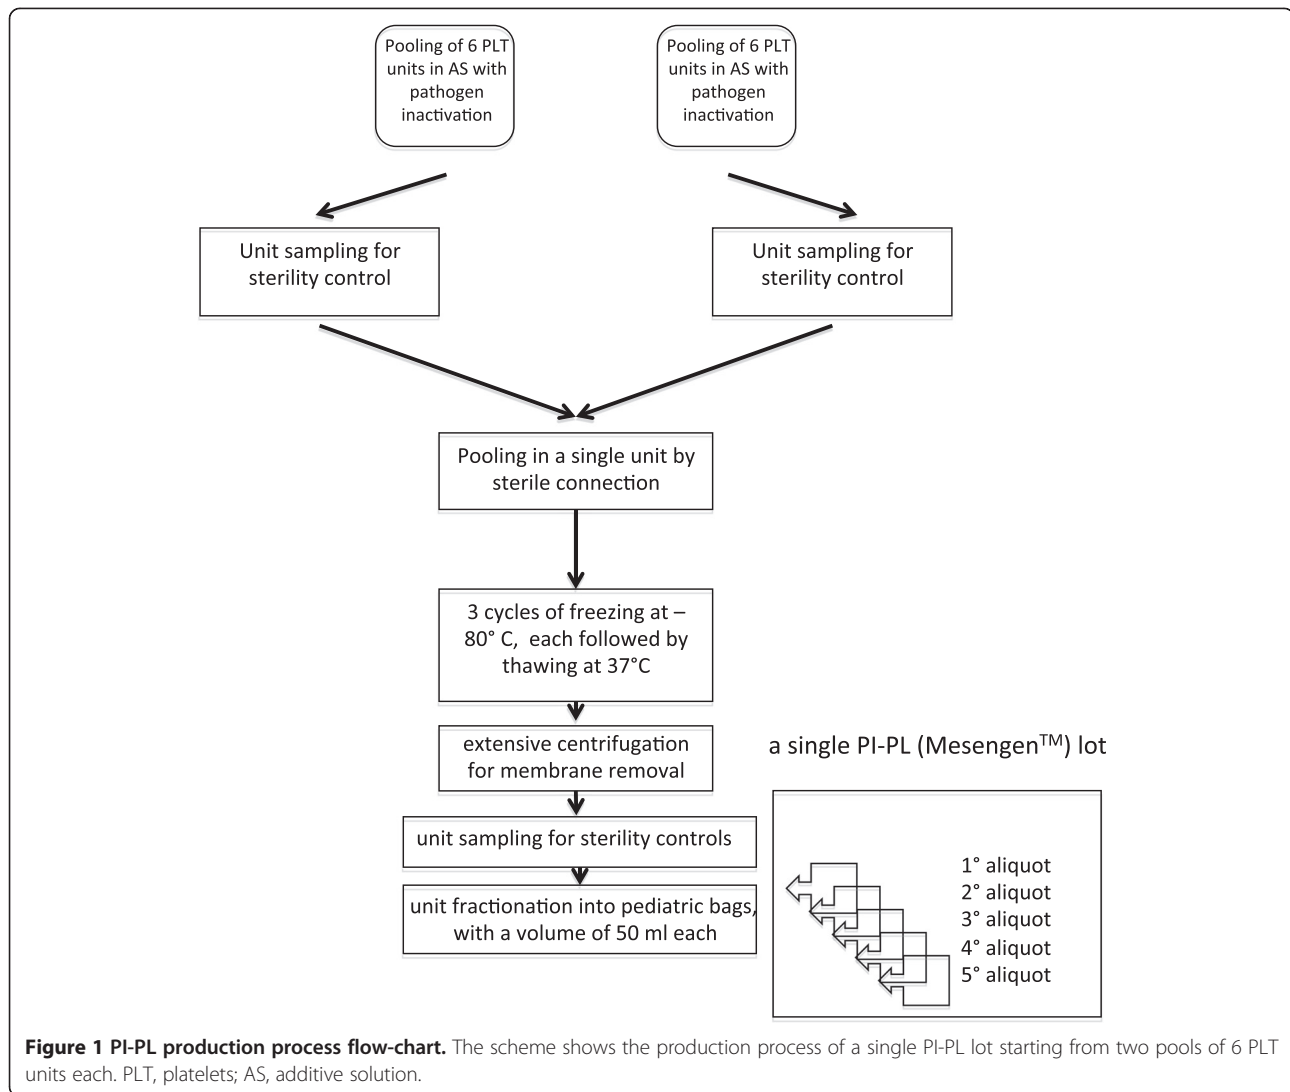 Pooling of 6 PLT
units in AS with
pathogen
inactivation
Pooling of 6 PLT
units in AS with
pathogen
inactivation
Unit sampling for
sterility control
Unit sampling for
sterility control
Pooling in a single unit by
sterile connection
3 cycles of freezing at –
80° C, each followed by
thawing at 37°C
extensive centrifugation
for membrane removal
unit sampling for sterility controls
unit fractionation into pediatric bags,
with a volume of 50 ml each
a single PI-PL (Mesengen™) lot
1° aliquot
2° aliquot
3° aliquot
4° aliquot
5° aliquot
Figure 1 PI-PL production process flow-chart. The scheme shows the production process of a single PI-PL lot starting from two pools of 6 PLT
units each. PLT, platelets; AS, additive solution.